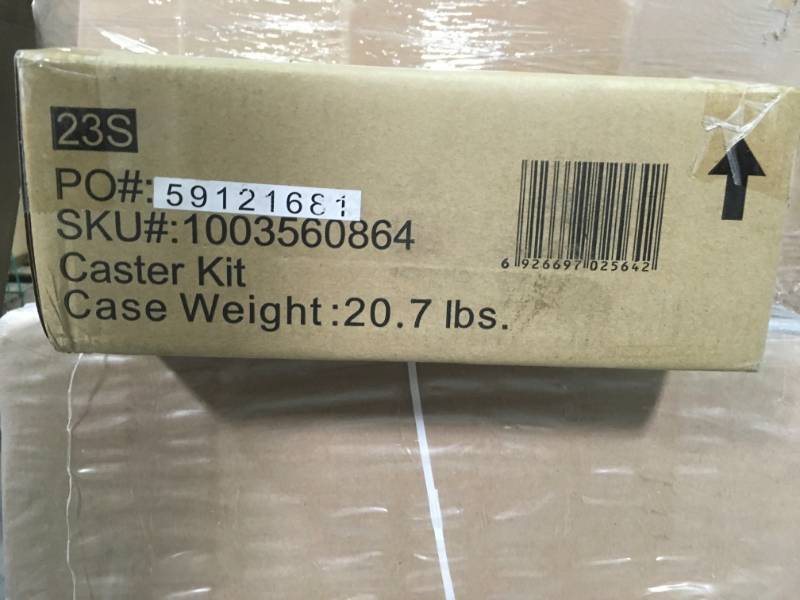 23S
PO#:59121681
SKU#:1003560864
Caster Kit
Case Weight:20.7 lbs.
6 926697 025642